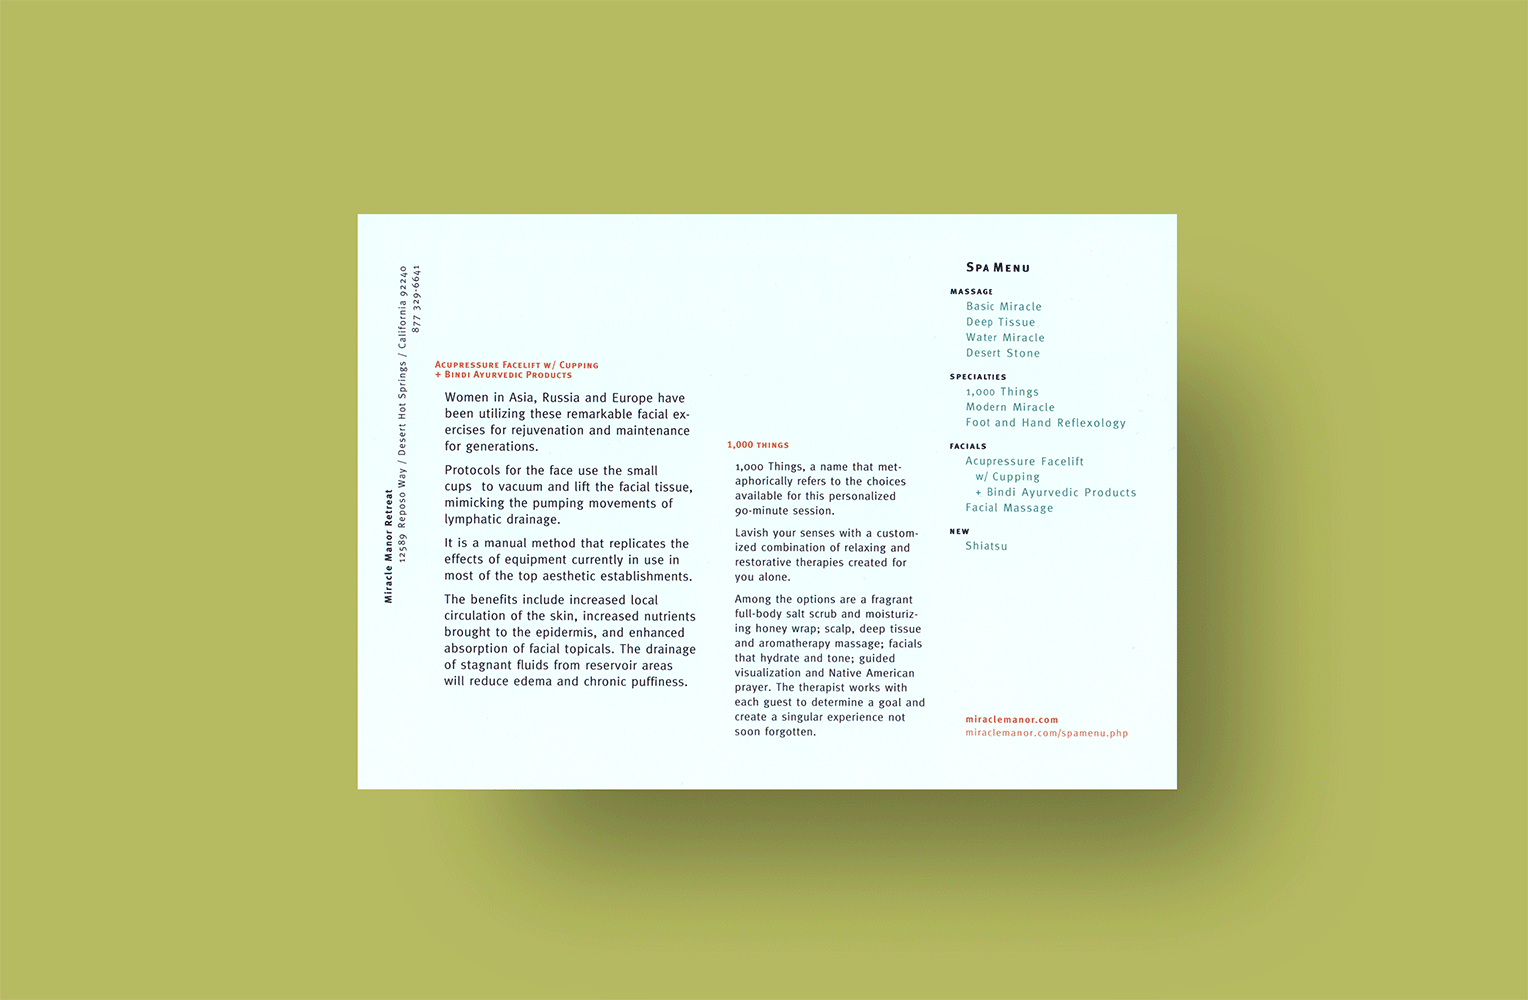 Miracle Manor Retreat
12589 Reposo Way / Desert Hot Springs / California 92240
877 329-6641
Acupressure Facelift w/ Cupping
+ Bindi Ayurvedic Products
Women in Asia, Russia and Europe have
been utilizing these remarkable facial ex-
ercises for rejuvenation and maintenance
for generations.
Protocols for the face use the small
cups to vacuum and lift the facial tissue,
mimicking the pumping movements of
lymphatic drainage.
It is a manual method that replicates the
effects of equipment currently in use in
most of the top aesthetic establishments.
The benefits include increased local
circulation of the skin, increased nutrients
brought to the epidermis, and enhanced
absorption of facial topicals. The drainage
of stagnant fluids from reservoir areas
will reduce edema and chronic puffiness.
1,000 THINGS
1,000 Things, a name that met-
aphorically refers to the choices
available for this personalized
90-minute session.
Lavish your senses with a custom-
ized combination of relaxing and
restorative therapies created for
you alone.
Among the options are a fragrant
full-body salt scrub and moisturiz-
ing honey wrap; scalp, deep tissue
and aromatherapy massage; facials
that hydrate and tone; guided
visualization and Native American
prayer. The therapist works with
each guest to determine a goal and
create a singular experience not
soon forgotten.
Spa Menu
MASSAGE
Basic Miracle
Deep Tissue
Water Miracle
Desert Stone
SPECIALTIES
1,000 Things
Modern Miracle
Foot and Hand Reflexology
FACIALS
Acupressure Facelift
w/ Cupping
+ Bindi Ayurvedic Products
Facial Massage
NEW
Shiatsu
miraclemanor.com
miraclemanor.com/spamenu.php